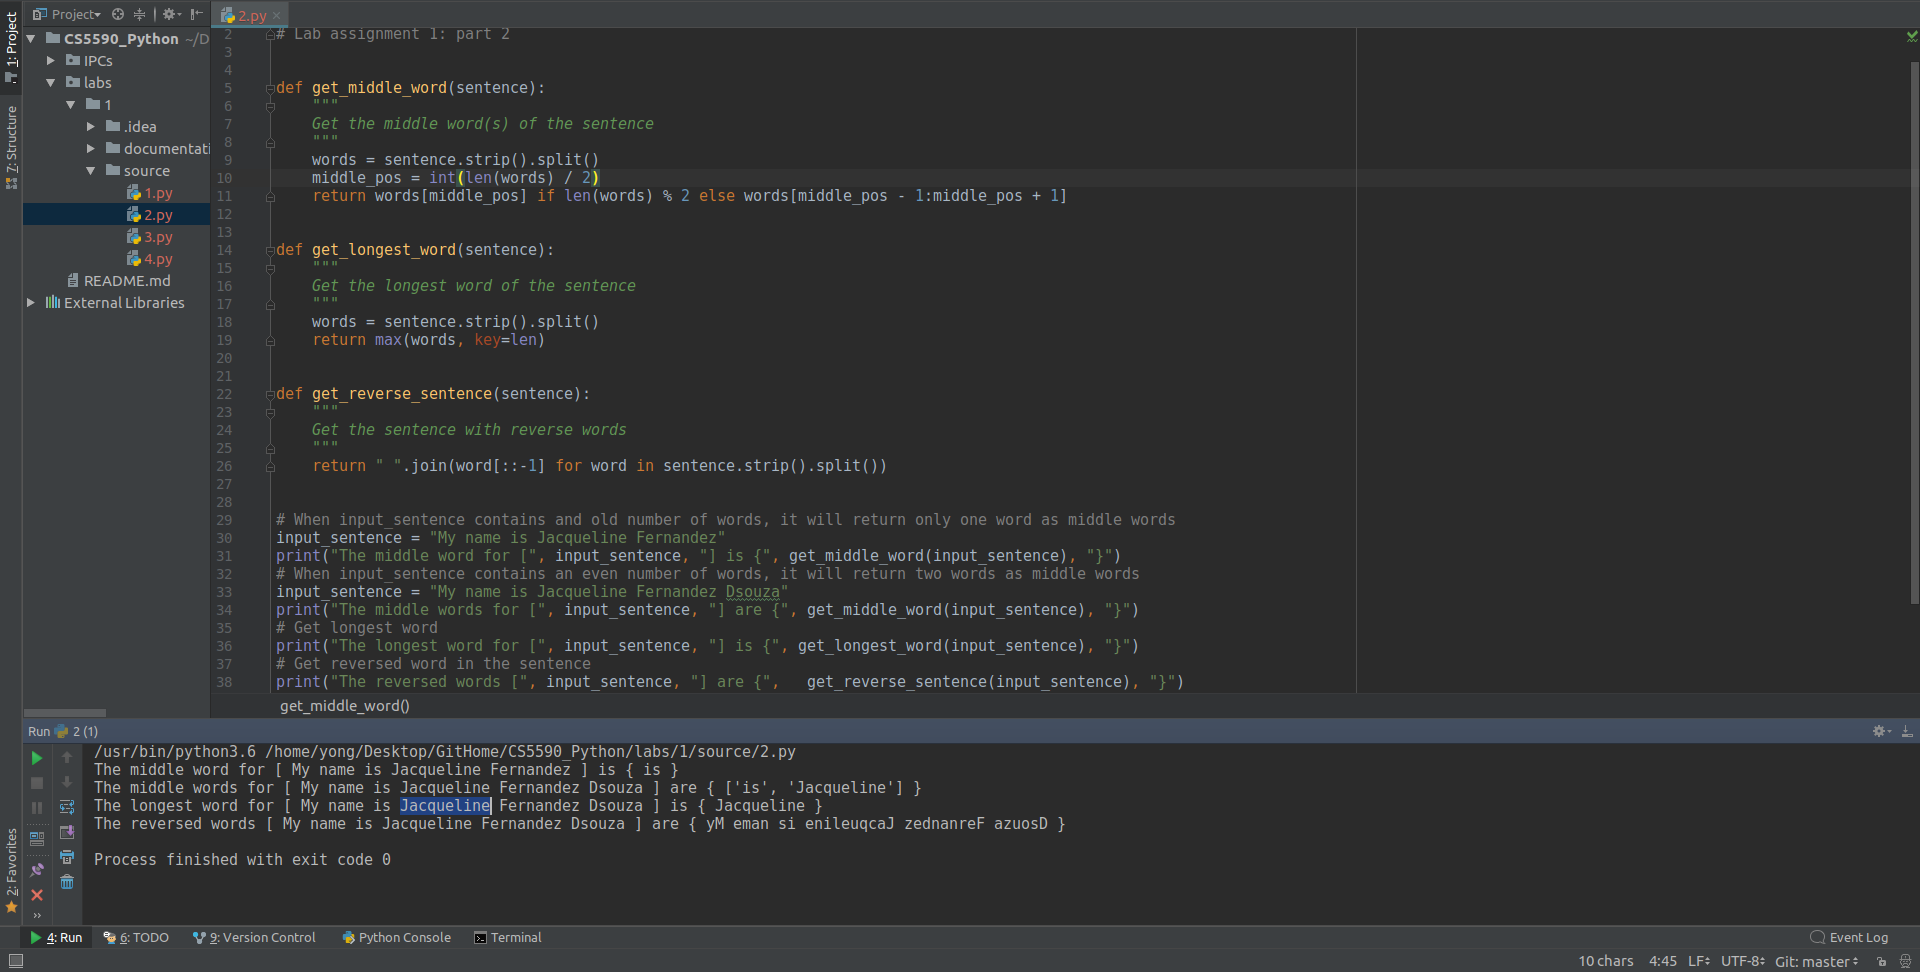 Project
2.py
1: Project
7: Structure
2: Favorites
CS5590_Python ~/D
IPCs
labs
1
.idea
documentati
source
1.py
2.py
3.py
4.py
README.md
External Libraries
2 # Lab assignment 1: part 2
3
4
5 def get_middle_word(sentence):
6 """
7 Get the middle word(s) of the sentence
8 """
9 words = sentence.strip().split()
10 middle_pos = int(len(words) / 2)
11 return words[middle_pos] if len(words) % 2 else words[middle_pos - 1:middle_pos + 1]
12
13
14 def get_longest_word(sentence):
15 """
16 Get the longest word of the sentence
17 """
18 words = sentence.strip().split()
19 return max(words, key=len)
20
21
22 def get_reverse_sentence(sentence):
23 """
24 Get the sentence with reverse words
25 """
26 return " ".join(word[::-1] for word in sentence.strip().split())
27
28
29 # When input_sentence contains and old number of words, it will return only one word as middle words
30 input_sentence = "My name is Jacqueline Fernandez"
31 print("The middle word for [", input_sentence, "] is {", get_middle_word(input_sentence), "}")
32 # When input_sentence contains an even number of words, it will return two words as middle words
33 input_sentence = "My name is Jacqueline Fernandez Dsouza"
34 print("The middle words for [", input_sentence, "] are {", get_middle_word(input_sentence), "}")
35 # Get longest word
36 print("The longest word for [", input_sentence, "] is {", get_longest_word(input_sentence), "}")
37 # Get reversed word in the sentence
38 print("The reversed words [", input_sentence, "] are {",   get_reverse_sentence(input_sentence), "}")
get_middle_word()
Run 2 (1)
/usr/bin/python3.6 /home/yong/Desktop/GitHome/CS5590_Python/labs/1/source/2.py
The middle word for [ My name is Jacqueline Fernandez ] is { is }
The middle words for [ My name is Jacqueline Fernandez Dsouza ] are { ['is', 'Jacqueline'] }
The longest word for [ My name is Jacqueline Fernandez Dsouza ] is { Jacqueline }
The reversed words [ My name is Jacqueline Fernandez Dsouza ] are { yM eman si enileuqcaJ zednanreF azuosD }
Process finished with exit code 0
4: Run 6: TODO 9: Version Control Python Console Terminal Event Log
10 chars 4:45 LF UTF-8 Git: master